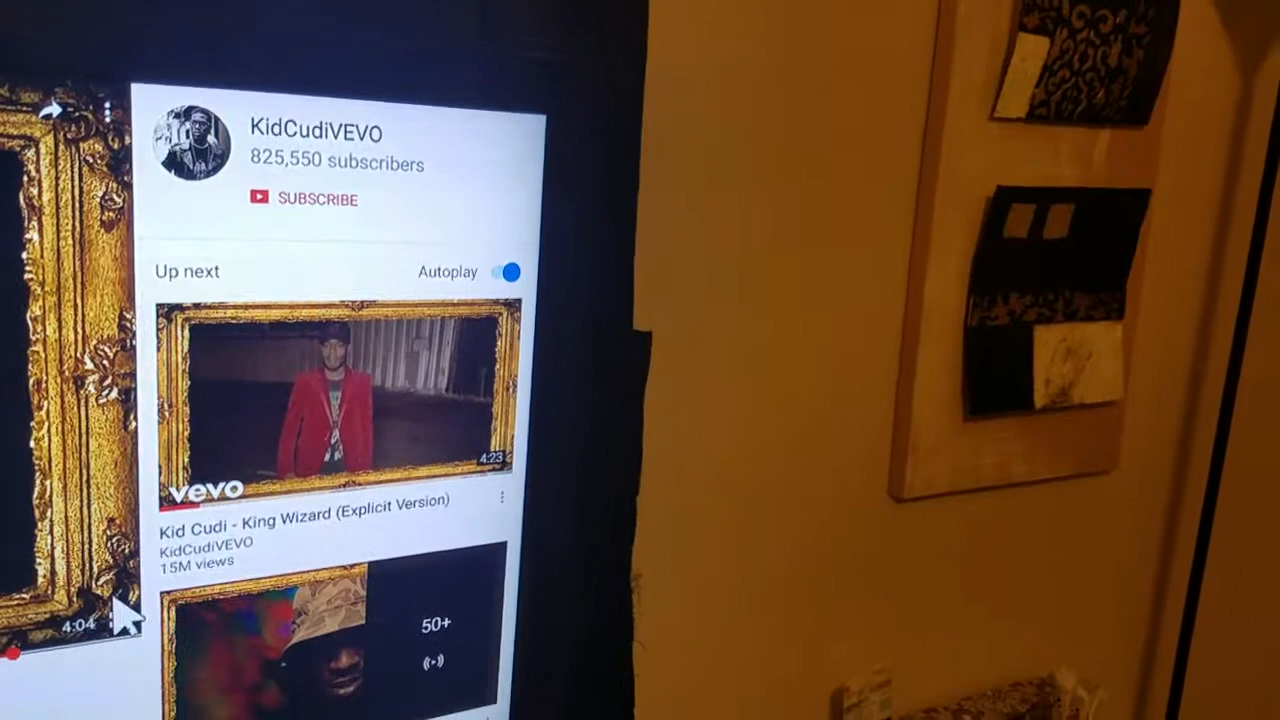 KidCudiVEVO
825,550 subscribers
SUBSCRIBE
Up next
Autoplay
4:23
vevo
Kid Cudi - King Wizard (Explicit Version)
KidCudiVEVO
15M views
4:04
50+